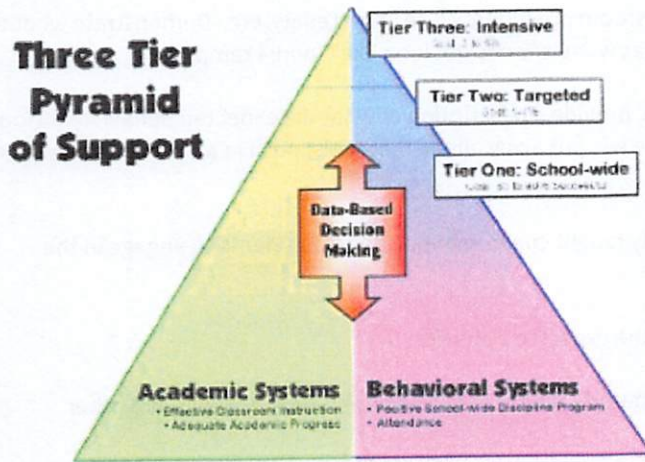 Three Tier
Pyramid
of Support
Tier Three: Intensive
Tier Two: Targeted
Tier One: School-wide
Data-Based
Decision
Making
Academic Systems
• Effective Classroom Instruction
• Adequate Academic Progress
Behavioral Systems
• Positive School-wide Discipline Program
• Attendance